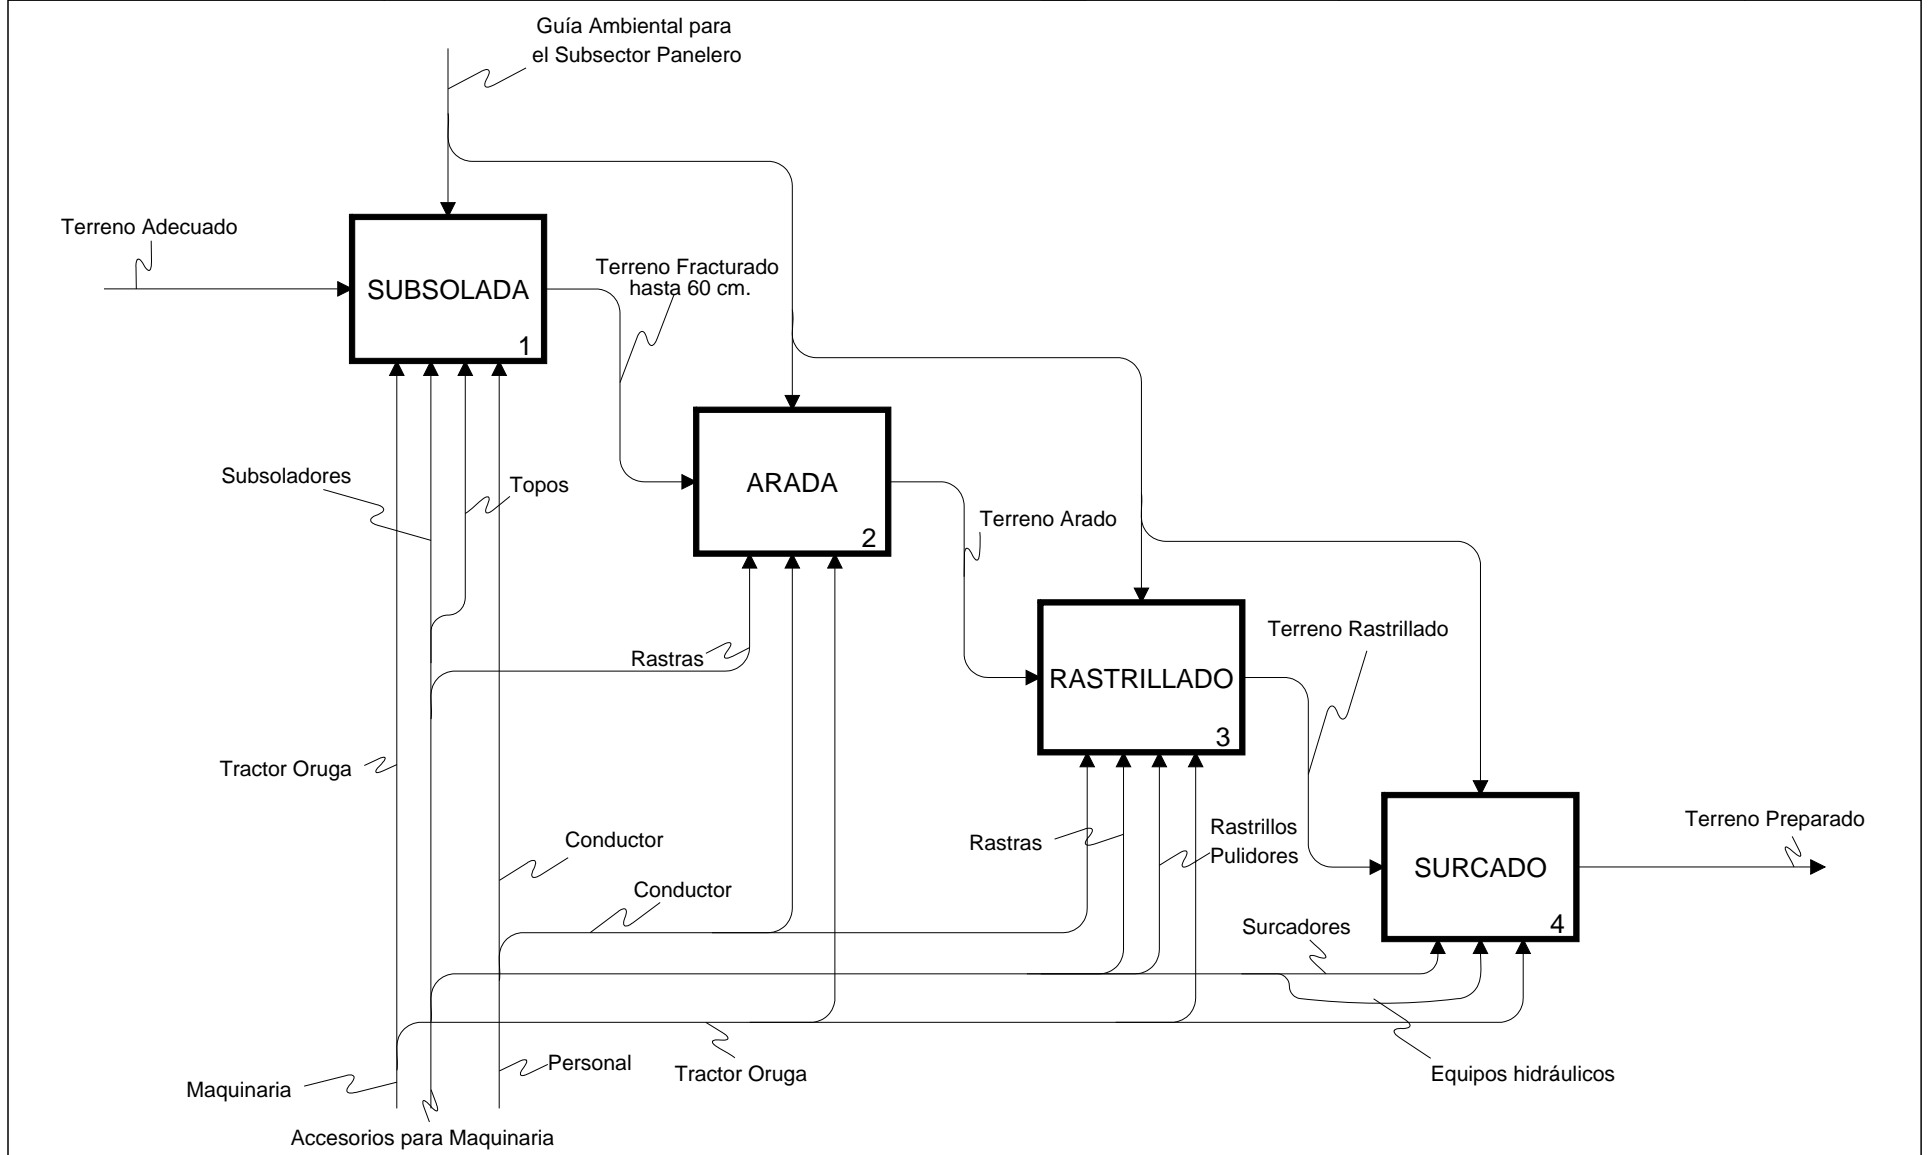 Guía Ambiental para
el Subsector Panelero
Terreno Adecuado
SUBSOLADA
1
Terreno Fracturado
hasta 60 cm.
Subsoladores
Topos
ARADA
2
Terreno Arado
Rastras
RASTRILLADO
3
Terreno Rastrillado
Tractor Oruga
Conductor
Conductor
Rastras
Rastrillos
Pulidores
Terreno Preparado
SURCADO
4
Surcadores
Personal
Tractor Oruga
Equipos hidráulicos
Maquinaria
Accesorios para Maquinaria